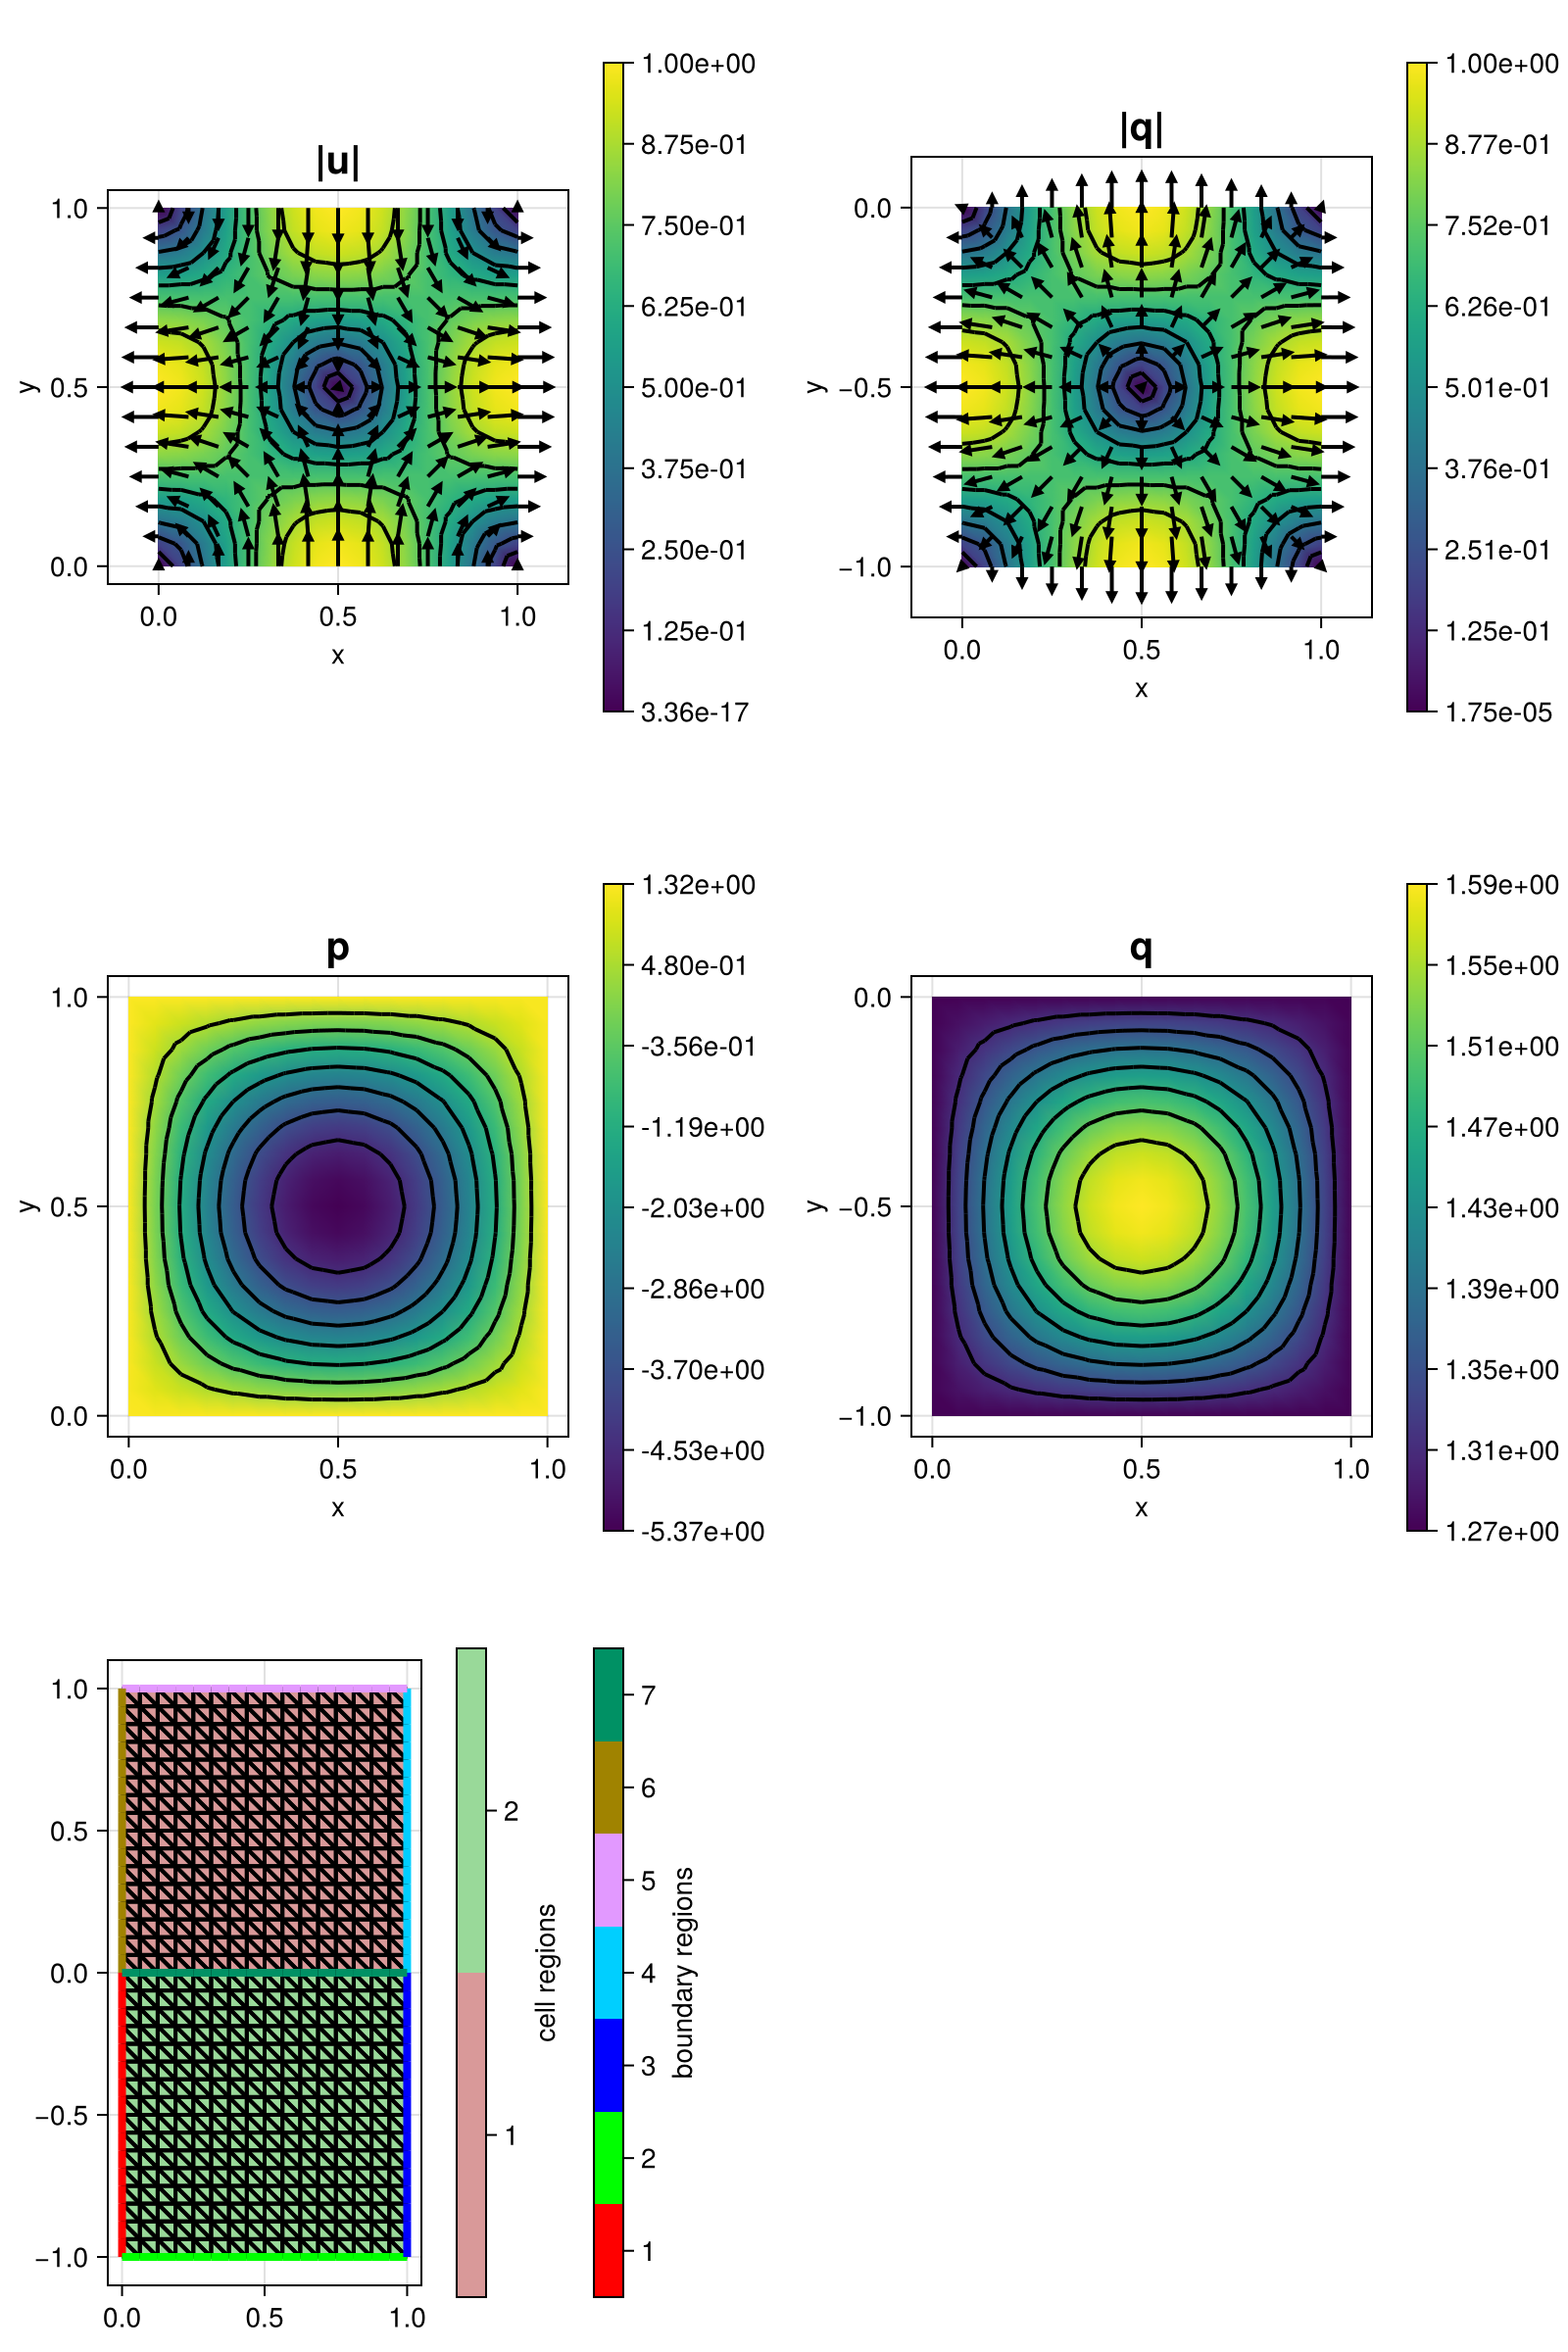 |u|
1.0
0.5
0.0
y
0.0 0.5 1.0
x
1.00e+00
8.75e-01
7.50e-01
6.25e-01
5.00e-01
3.75e-01
2.50e-01
1.25e-01
3.36e-17
|q|
0.0
−0.5
−1.0
y
0.0 0.5 1.0
x
1.00e+00
8.77e-01
7.52e-01
6.26e-01
5.01e-01
3.76e-01
2.51e-01
1.25e-01
1.75e-05
p
1.0
0.5
0.0
y
0.0 0.5 1.0
x
1.32e+00
4.80e-01
-3.56e-01
-1.19e+00
-2.03e+00
-2.86e+00
-3.70e+00
-4.53e+00
-5.37e+00
q
0.0
−0.5
−1.0
y
0.0 0.5 1.0
x
1.59e+00
1.55e+00
1.51e+00
1.47e+00
1.43e+00
1.39e+00
1.35e+00
1.31e+00
1.27e+00
1.0
0.5
0.0
−0.5
−1.0
0.0 0.5 1.0
2
1
cell regions
7
6
5
4
3
2
1
boundary regions